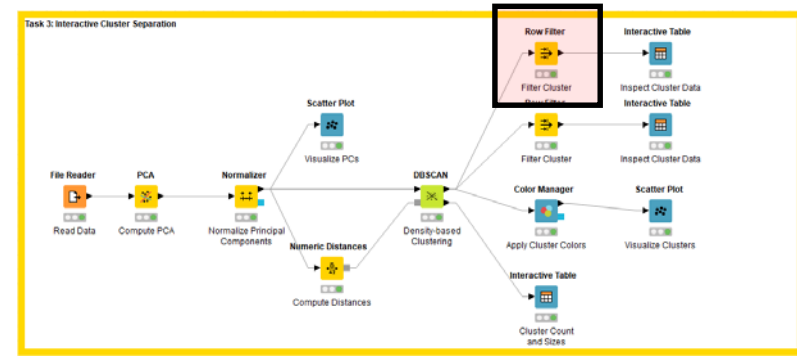 Task 3: Interactive Cluster Separation
Row Filter
Filter Cluster
Interactive Table
Inspect Cluster Data
Row Filter
Filter Cluster
Interactive Table
Inspect Cluster Data
Scatter Plot
Visualize PCs
File Reader
Read Data
PCA
Compute PCA
Normalizer
Normalize Principal
Components
DBSCAN
Density-based
Clustering
Color Manager
Apply Cluster Colors
Scatter Plot
Visualize Clusters
Numeric Distances
Compute Distances
Interactive Table
Cluster Count
and Sizes